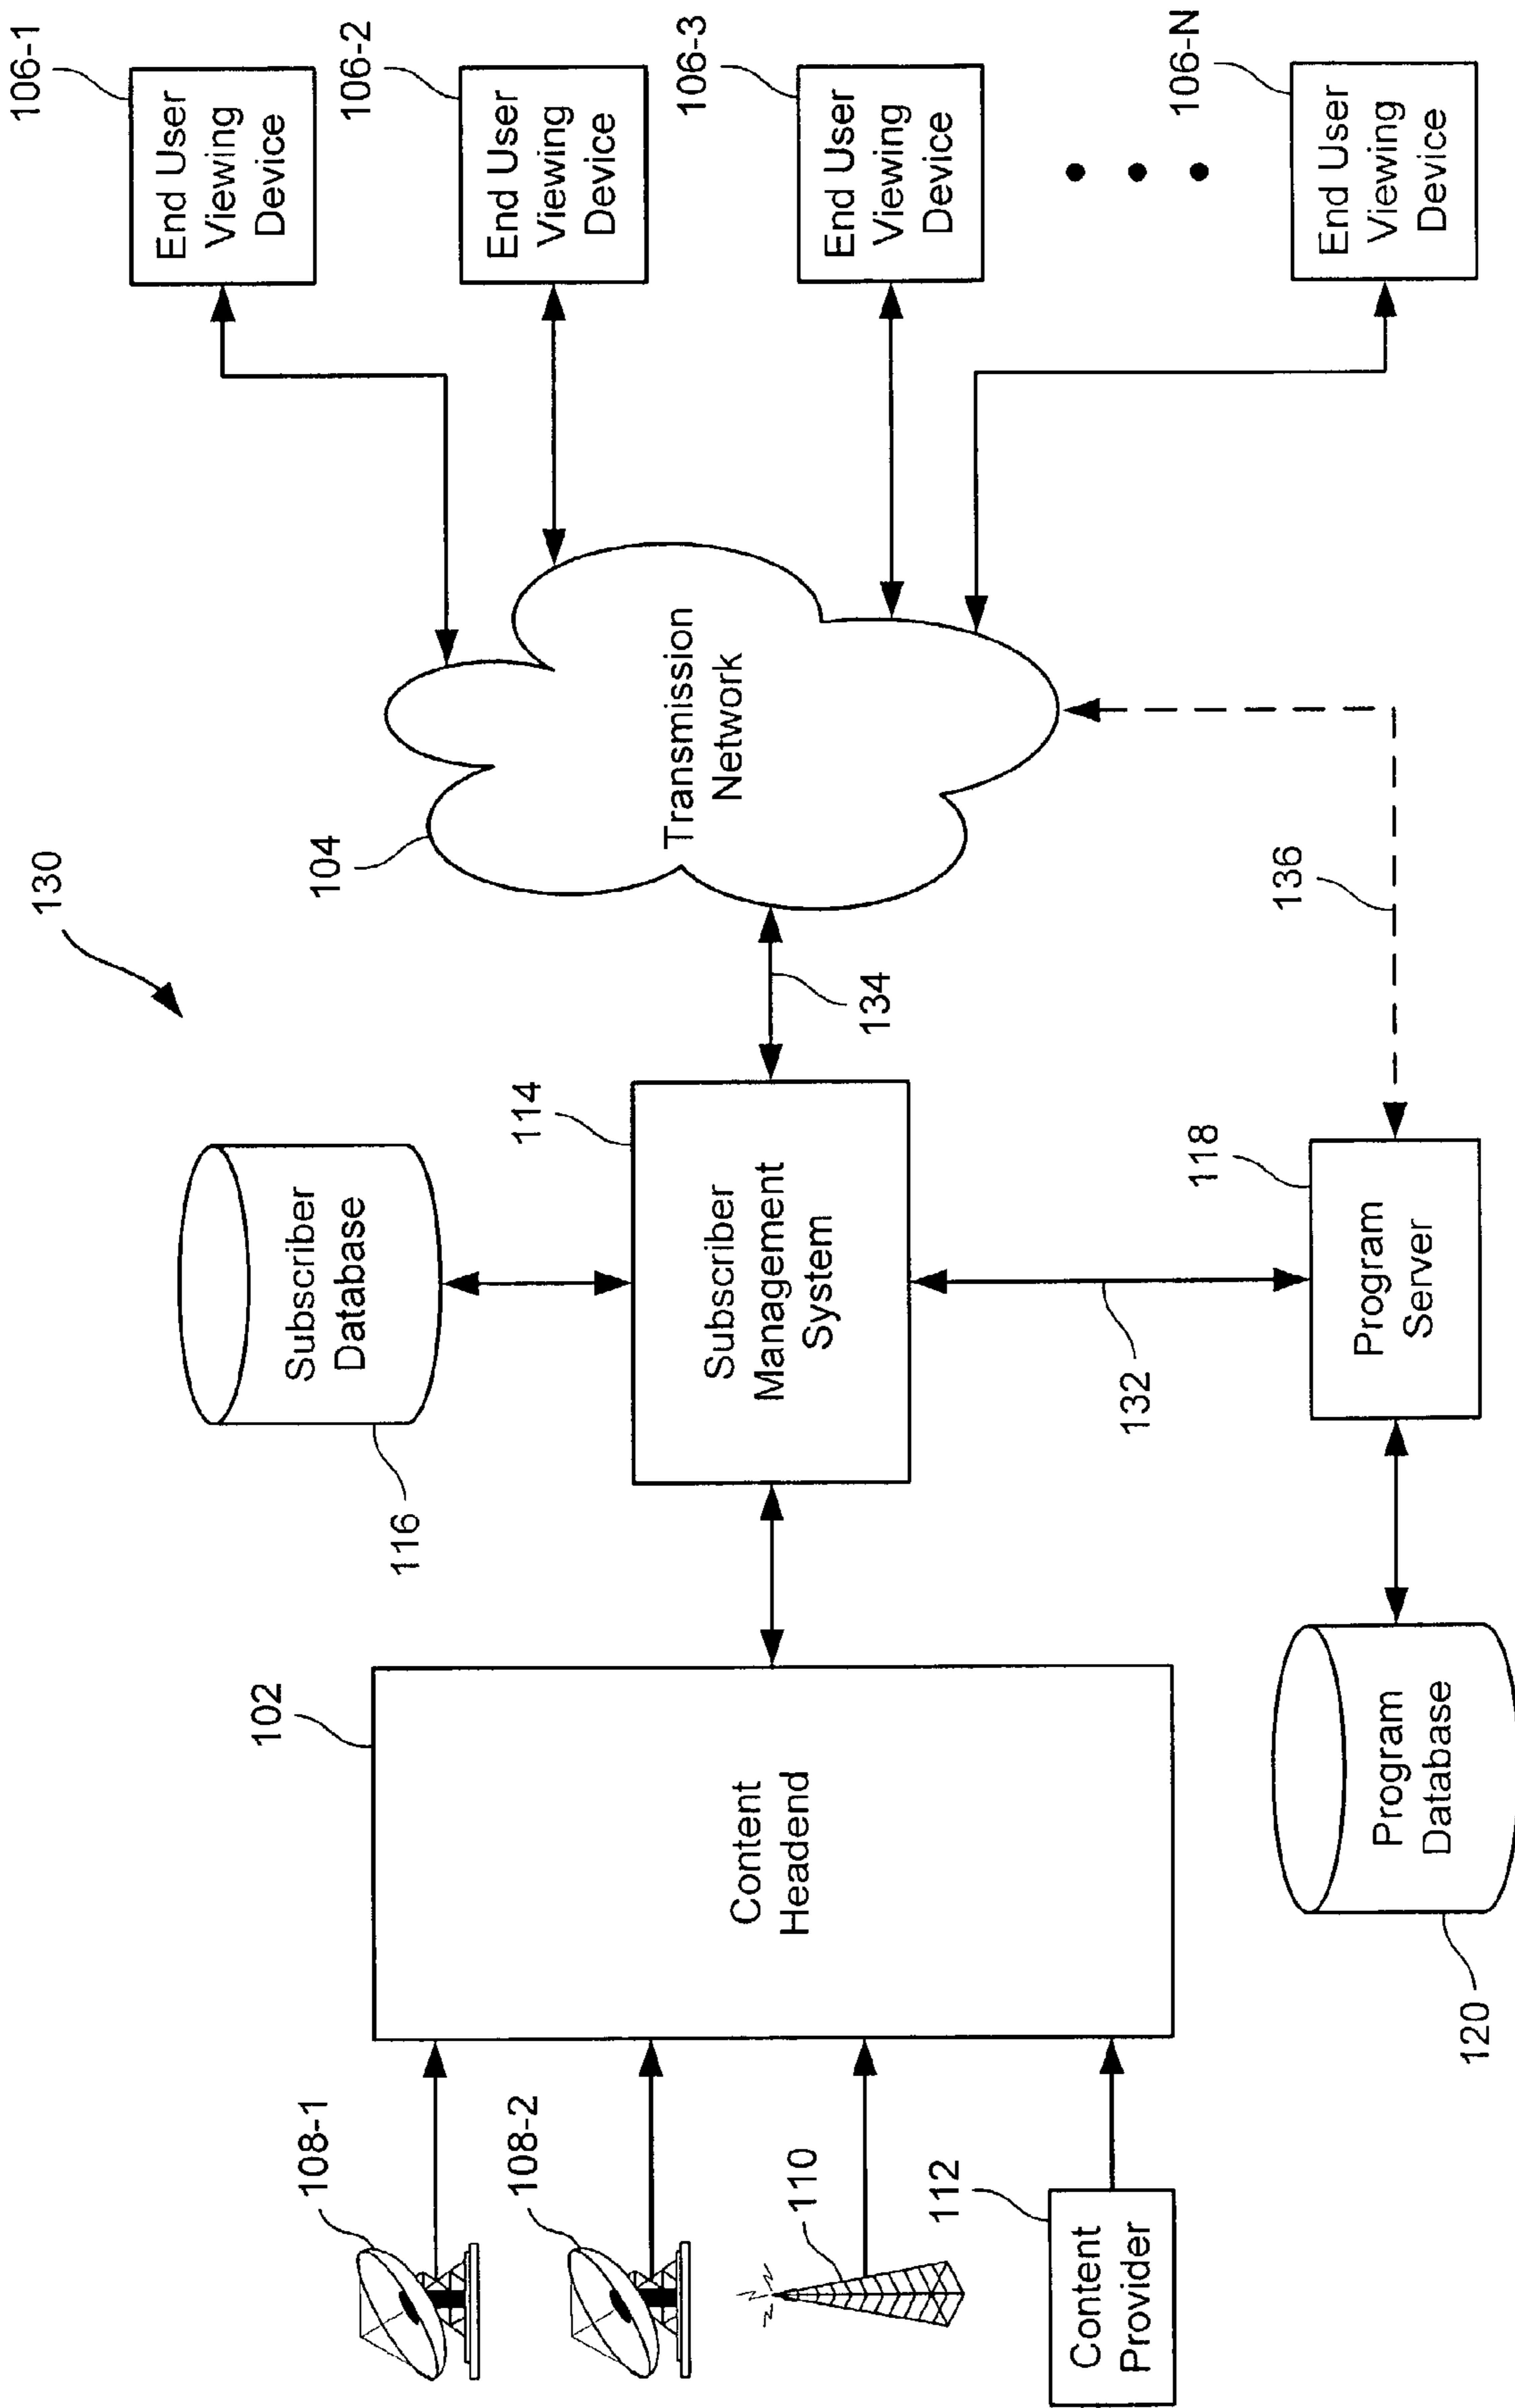 130
108-1
108-2
110
112
Content
Provider
102
Content
Headend
116
Subscriber
Database
114
Subscriber
Management
System
132
134
104
Transmission
Network
120
Program
Database
118
Program
Server
136
106-1
End User
Viewing
Device
106-2
End User
Viewing
Device
106-3
End User
Viewing
Device
106-N
End User
Viewing
Device